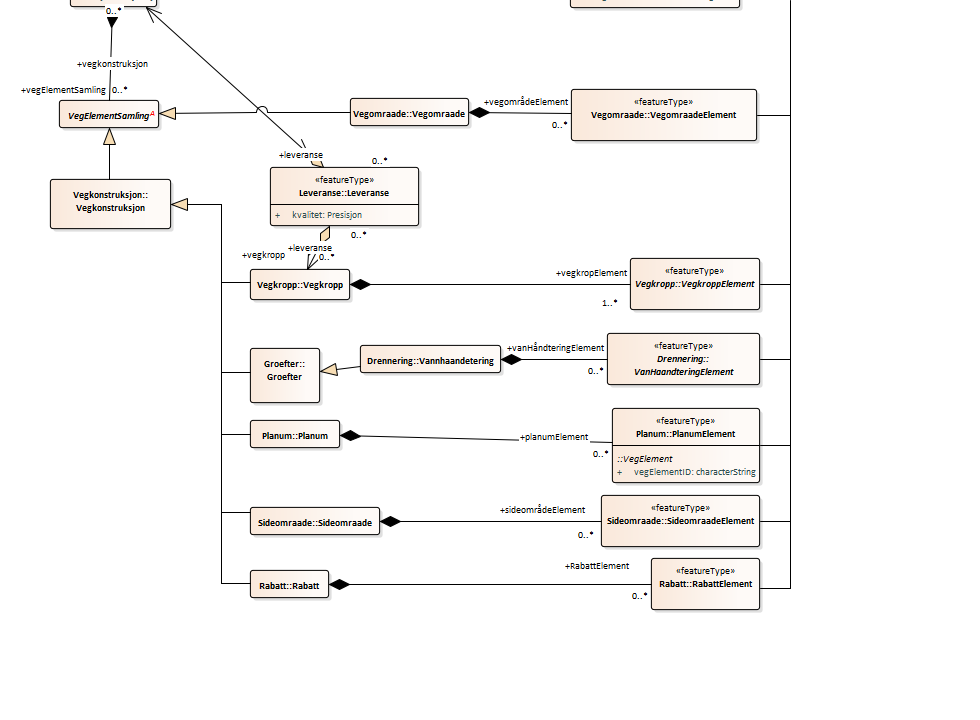 0..*
+vegkonstruksjon
+vegElementSamling 0..*
VegElementSamling
Vegomraade::Vegomraade
+vegområdeElement
0..*
«featureType»
Vegomraade::VegomraadeElement
+leveranse
0..*
«featureType»
Leveranse::Leveranse
+ kvalitet: Presisjon
0..*
Vegkonstruksjon::
Vegkonstruksjon
+leveranse
+vegkropp
0..*
Vegkropp::Vegkropp
+vegkropElement
1..*
«featureType»
Vegkropp::VegkroppElement
Groefter::
Groefter
Drennering::Vannhaandetering
+vanHåndteringElement
0..*
«featureType»
Drennering::
VanHaandteringElement
Planum::Planum
+planumElement
0..*
«featureType»
Planum::PlanumElement
::VegElement
+ vegElementID: characterString
Sideomraade::Sideomraade
+sideområdeElement
0..*
«featureType»
Sideomraade::SideomraadeElement
Rabatt::Rabatt
+RabattElement
0..*
«featureType»
Rabatt::RabattElement